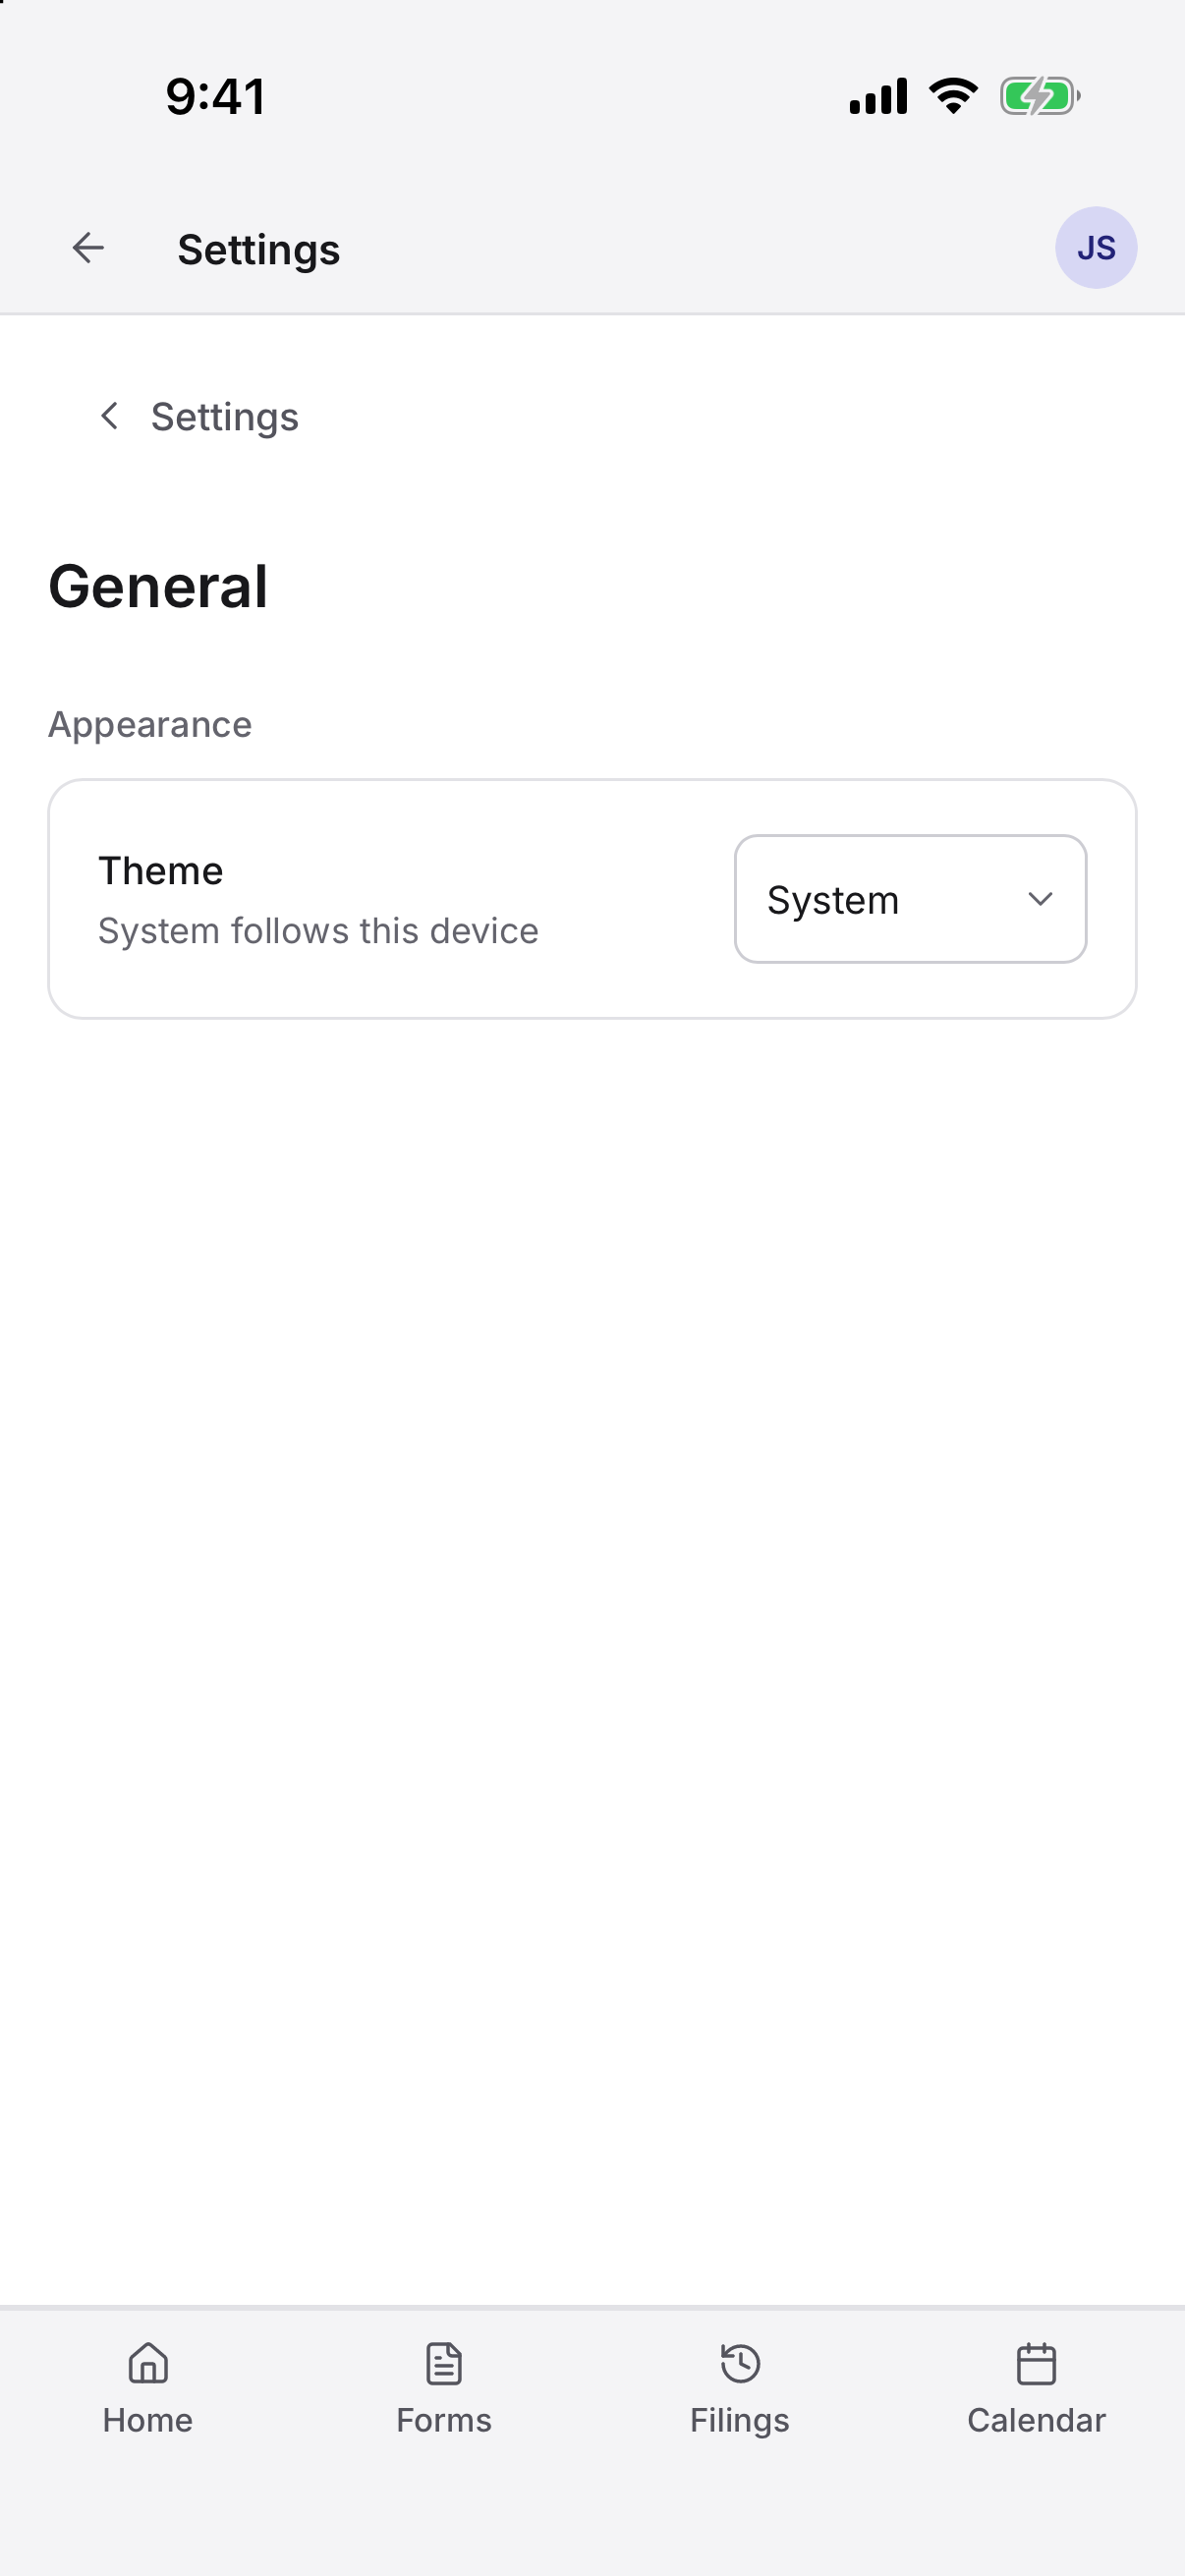 9:41
Settings
JS
Settings
General
Appearance
Theme
System follows this device
System
Home
Forms
Filings
Calendar